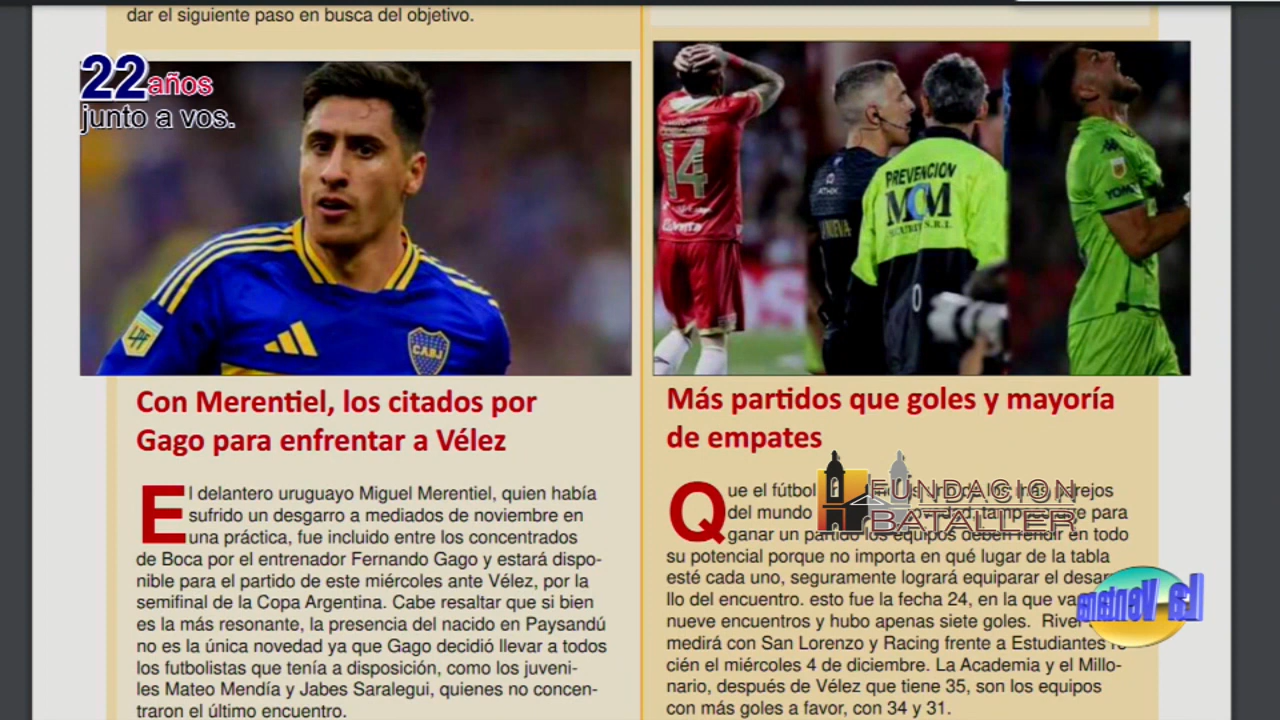 dar el siguiente paso en busca del objetivo.
22 años
junto a vos.
LPF
CABJ
Con Merentiel, los citados por
Gago para enfrentar a Vélez
El delantero uruguayo Miguel Merentiel, quien había
sufrido un desgarro a mediados de noviembre en
una práctica, fue incluido entre los concentrados
de Boca por el entrenador Fernando Gago y estará dispo-
nible para el partido de este miércoles ante Vélez, por la
semifinal de la Copa Argentina. Cabe resaltar que si bien
es la más resonante, la presencia del nacido en Paysandú
no es la única novedad ya que Gago decidió llevar a todos
los futbolistas que tenía a disposición, como los juveni-
les Mateo Mendía y Jabes Saralegui, quienes no concen-
traron el último encuentro.
14
PREVENCION
MCM
0
Más partidos que goles y mayoría
de empates
Que el fútbol
del mundo para
ganar un partido los equipos deben rendir en todo
su potencial porque no importa en qué lugar de la tabla
esté cada uno, seguramente logrará equiparar el
llo del encuentro. esto fue la fecha 24, en la que
nueve encuentros y hubo apenas siete goles. River
medirá con San Lorenzo y Racing frente a Estudiantes
cién el miércoles 4 de diciembre. La Academia y el Millo-
nario, después de Vélez que tiene 35, son los equipos
con más goles a favor, con 34 y 31.
FUNDACION
BATALLER
La Ventana